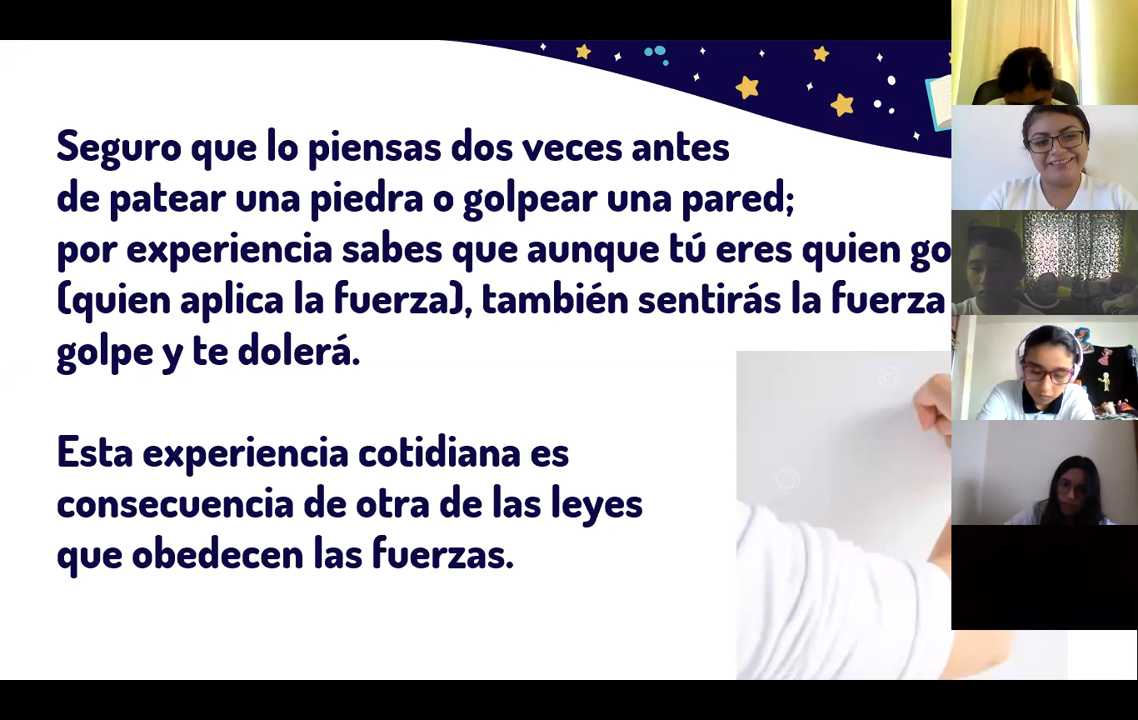 Seguro que lo piensas dos veces antes
de patear una piedra o golpear una pared;
por experiencia sabes que aunque tú eres quien
(quien aplica la fuerza), también sentirás la fuerza
golpe y te dolerá.
Esta experiencia cotidiana es
consecuencia de otra de las leyes
que obedecen las fuerzas.